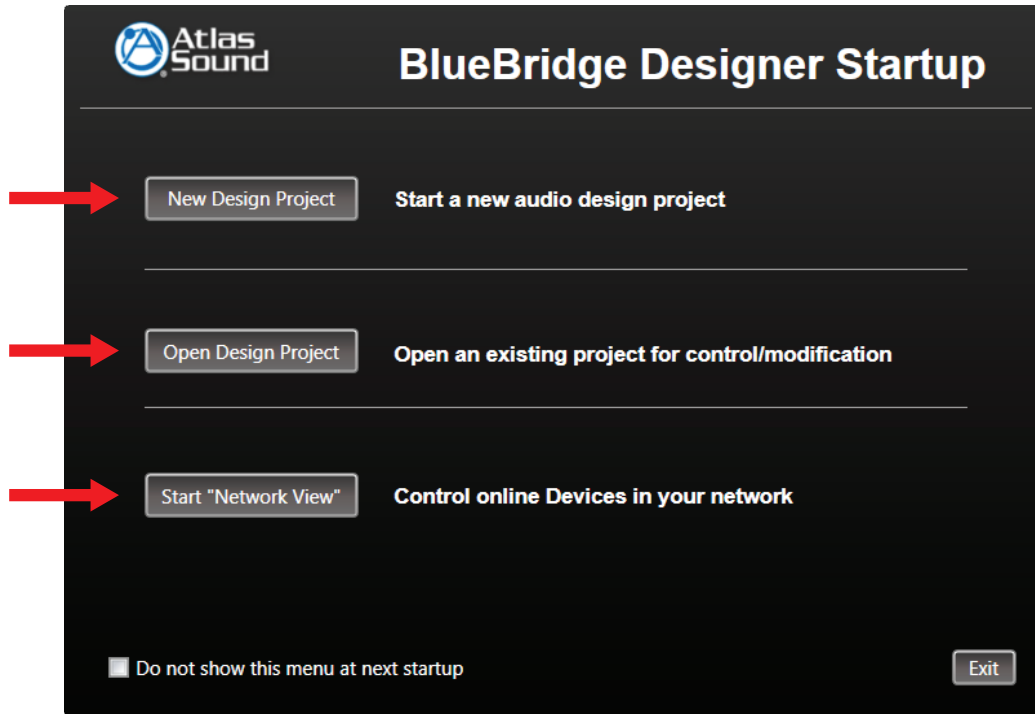 Atlas
Sound
BlueBridge Designer Startup
New Design Project
Start a new audio design project
Open Design Project
Open an existing project for control/modification
Start "Network View"
Control online Devices in your network
Do not show this menu at next startup
Exit